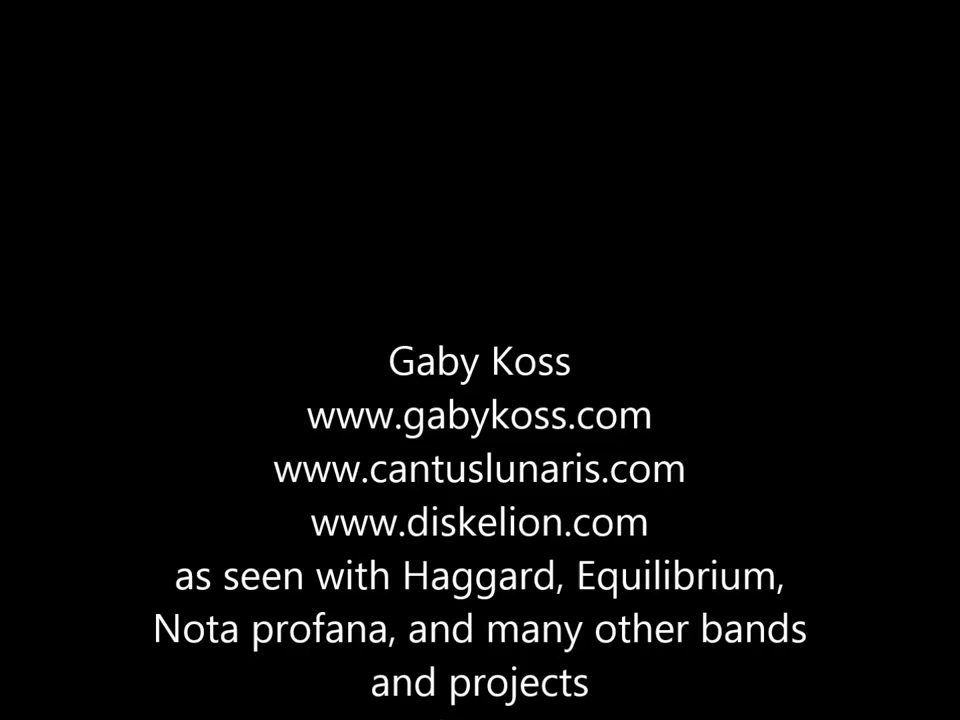 Gaby Koss
www.gabykoss.com
www.cantuslunaris.com
www.diskelion.com
as seen with Haggard, Equilibrium,
Nota profana, and many other bands
and projects